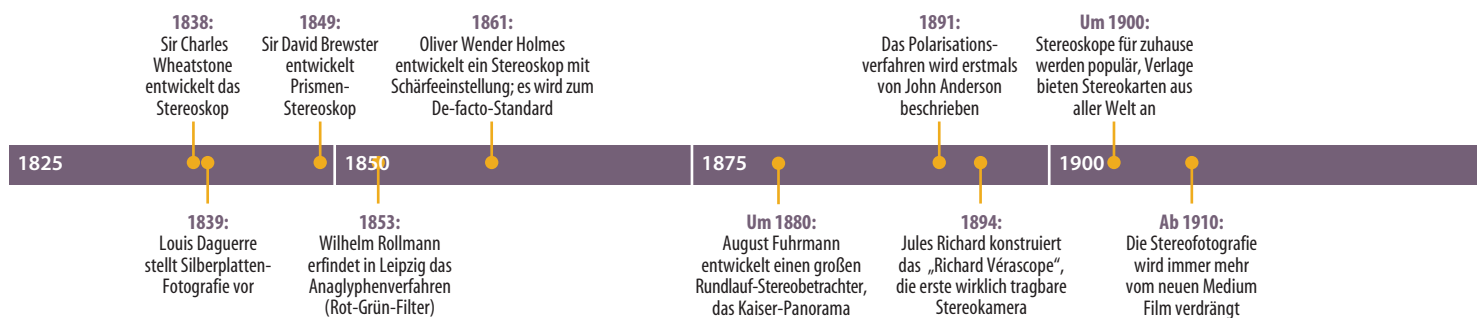 1838:
Sir Charles
Wheatstone
entwickelt das
Stereoskop
1849:
Sir David Brewster
entwickelt
Prismen-
Stereoskop
1861:
Oliver Wender Holmes
entwickelt ein Stereoskop mit
Schärfeeinstellung; es wird zum
De-facto-Standard
1891:
Das Polarisations-
verfahren wird erstmals
von John Anderson
beschrieben
Um 1900:
Stereoskope für zuhause
werden populär, Verlage
bieten Stereokarten aus
aller Welt an
1825
1850
1875
1900
1839:
Louis Daguerre
stellt Silberplatten-
Fotografie vor
1853:
Wilhelm Rollmann
erfindet in Leipzig das
Anaglyphenverfahren
(Rot-Grün-Filter)
Um 1880:
August Fuhrmann
entwickelt einen großen
Rundlauf-Stereobetrachter,
das Kaiser-Panorama
1894:
Jules Richard konstruiert
das „Richard Vérascope“,
die erste wirklich tragbare
Stereokamera
Ab 1910:
Die Stereofotografie
wird immer mehr
vom neuen Medium
Film verdrängt